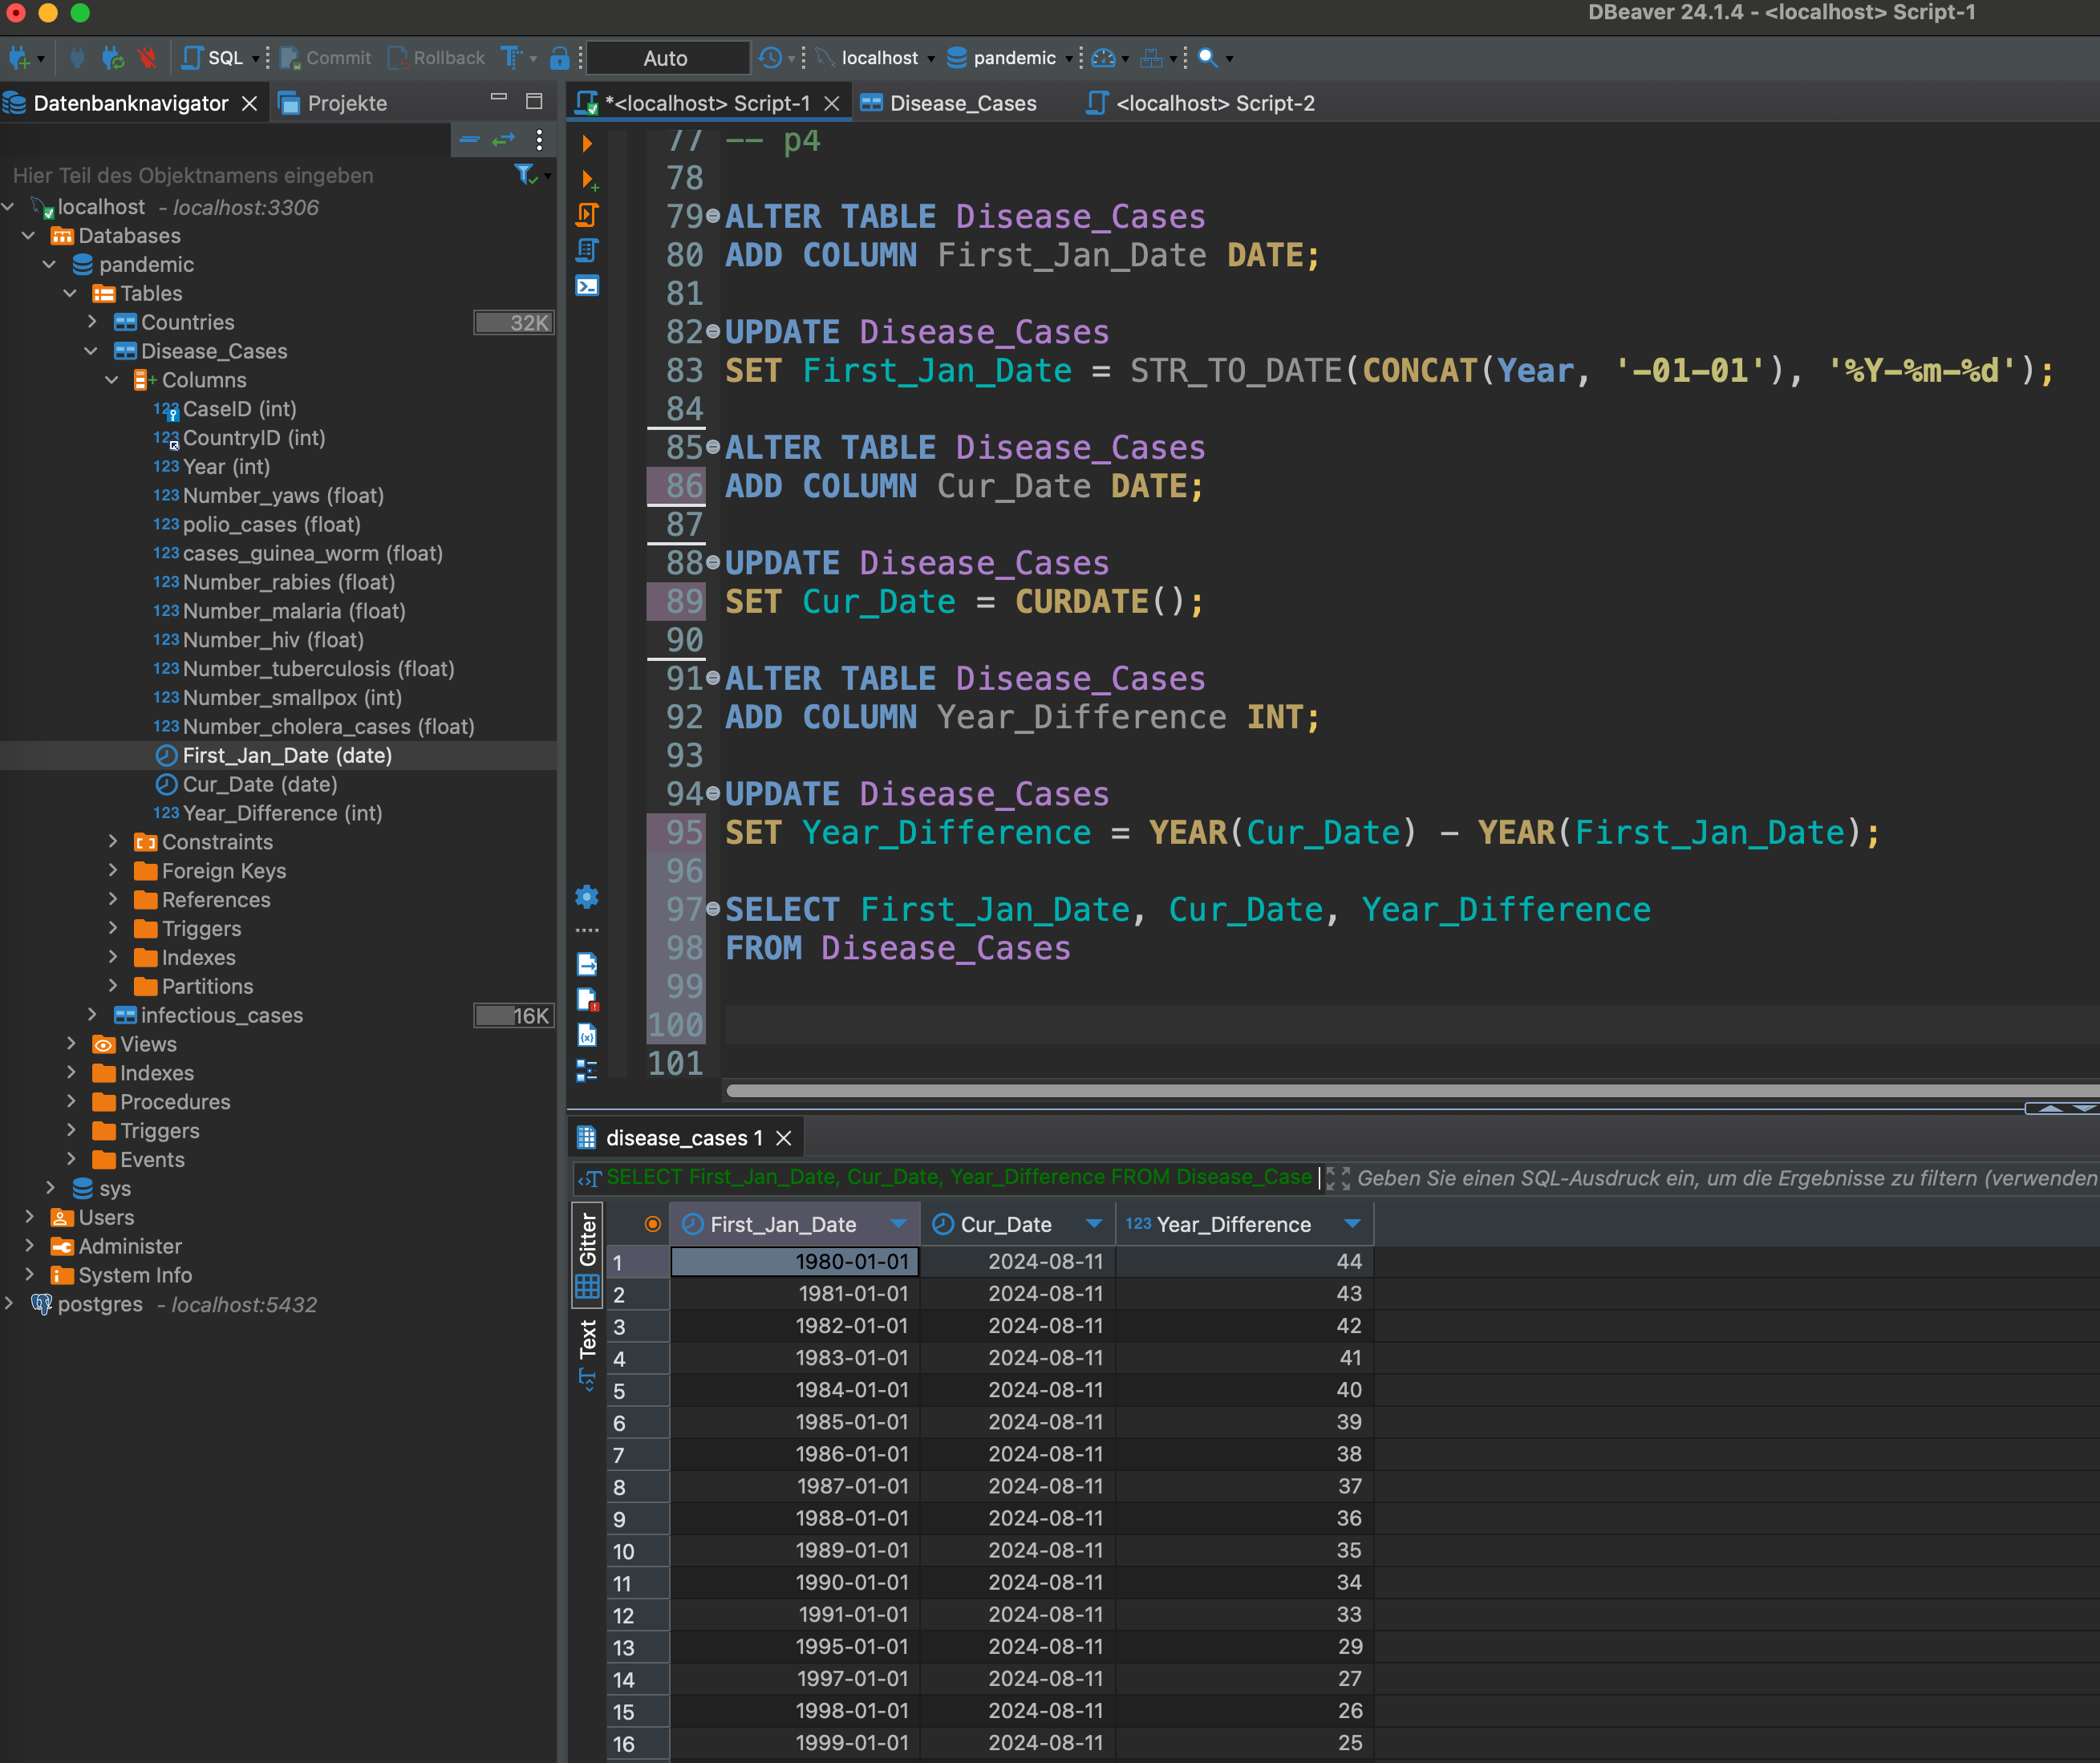 DBeaver 24.1.4 - <localhost> Script-1
SQL Commit Rollback Auto localhost pandemic
Datenbanknavigator Projekte
*<localhost> Script-1 Disease_Cases <localhost> Script-2
Hier Teil des Objektnamens eingeben
localhost - localhost:3306
Databases
pandemic
Tables
Countries 32K
Disease_Cases
Columns
123 CaseID (int)
123 CountryID (int)
123 Year (int)
123 Number_yaws (float)
123 polio_cases (float)
123 cases_guinea_worm (float)
123 Number_rabies (float)
123 Number_malaria (float)
123 Number_hiv (float)
123 Number_tuberculosis (float)
123 Number_smallpox (int)
123 Number_cholera_cases (float)
First_Jan_Date (date)
Cur_Date (date)
123 Year_Difference (int)
Constraints
Foreign Keys
References
Triggers
Indexes
Partitions
infectious_cases 16K
Views
Indexes
Procedures
Triggers
Events
sys
Users
Administer
System Info
postgres - localhost:5432
77 -- p4
78
79 ALTER TABLE Disease_Cases
80 ADD COLUMN First_Jan_Date DATE;
81
82 UPDATE Disease_Cases
83 SET First_Jan_Date = STR_TO_DATE(CONCAT(Year, '-01-01'), '%Y-%m-%d');
84
85 ALTER TABLE Disease_Cases
86 ADD COLUMN Cur_Date DATE;
87
88 UPDATE Disease_Cases
89 SET Cur_Date = CURDATE();
90
91 ALTER TABLE Disease_Cases
92 ADD COLUMN Year_Difference INT;
93
94 UPDATE Disease_Cases
95 SET Year_Difference = YEAR(Cur_Date) - YEAR(First_Jan_Date);
96
97 SELECT First_Jan_Date, Cur_Date, Year_Difference
98 FROM Disease_Cases
99
100
101
disease_cases 1
SELECT First_Jan_Date, Cur_Date, Year_Difference FROM Disease_Case Geben Sie einen SQL-Ausdruck ein, um die Ergebnisse zu filtern (verwenden
Gitter
Text
First_Jan_Date Cur_Date 123 Year_Difference
1 1980-01-01 2024-08-11 44
2 1981-01-01 2024-08-11 43
3 1982-01-01 2024-08-11 42
4 1983-01-01 2024-08-11 41
5 1984-01-01 2024-08-11 40
6 1985-01-01 2024-08-11 39
7 1986-01-01 2024-08-11 38
8 1987-01-01 2024-08-11 37
9 1988-01-01 2024-08-11 36
10 1989-01-01 2024-08-11 35
11 1990-01-01 2024-08-11 34
12 1991-01-01 2024-08-11 33
13 1995-01-01 2024-08-11 29
14 1997-01-01 2024-08-11 27
15 1998-01-01 2024-08-11 26
16 1999-01-01 2024-08-11 25